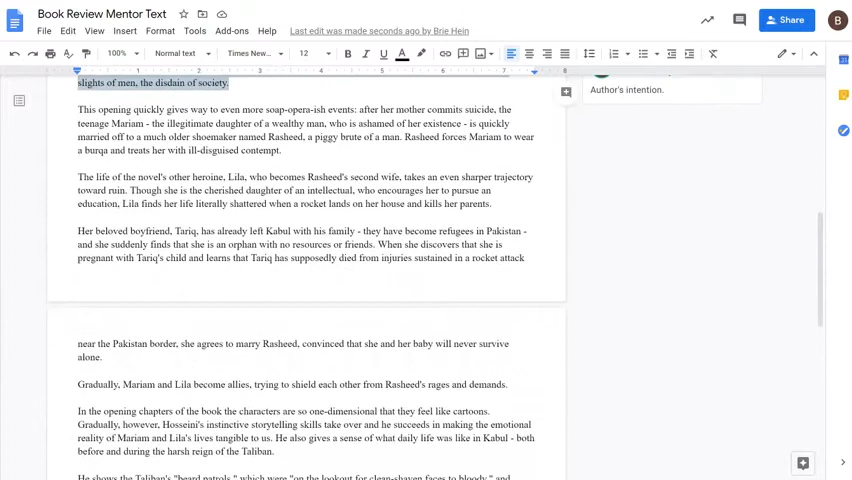 Book Review Mentor Text
File Edit View Insert Format Tools Add-ons Help Last edit was made seconds ago by Brie Hein
Share
B
100% Normal text Times New... 12
B I U A
1 2 3 4 5 6 7 8
slights of men, the disdain of society.
Author's intention.
This opening quickly gives way to even more soap-opera-ish events: after her mother commits suicide, the
teenage Mariam - the illegitimate daughter of a wealthy man, who is ashamed of her existence - is quickly
married off to a much older shoemaker named Rasheed, a piggy brute of a man. Rasheed forces Mariam to wear
a burqa and treats her with ill-disguised contempt.
The life of the novel's other heroine, Lila, who becomes Rasheed's second wife, takes an even sharper trajectory
toward ruin. Though she is the cherished daughter of an intellectual, who encourages her to pursue an
education, Lila finds her life literally shattered when a rocket lands on her house and kills her parents.
Her beloved boyfriend, Tariq, has already left Kabul with his family - they have become refugees in Pakistan -
and she suddenly finds that she is an orphan with no resources or friends. When she discovers that she is
pregnant with Tariq's child and learns that Tariq has supposedly died from injuries sustained in a rocket attack
near the Pakistan border, she agrees to marry Rasheed, convinced that she and her baby will never survive
alone.
Gradually, Mariam and Lila become allies, trying to shield each other from Rasheed's rages and demands.
In the opening chapters of the book the characters are so one-dimensional that they feel like cartoons.
Gradually, however, Hosseini's instinctive storytelling skills take over and he succeeds in making the emotional
reality of Mariam and Lila's lives tangible to us. He also gives a sense of what daily life was like in Kabul - both
before and during the harsh reign of the Taliban.
He shows the Taliban's "beard patrols," which were "on the lookout for clean-shaven faces to bloody," and